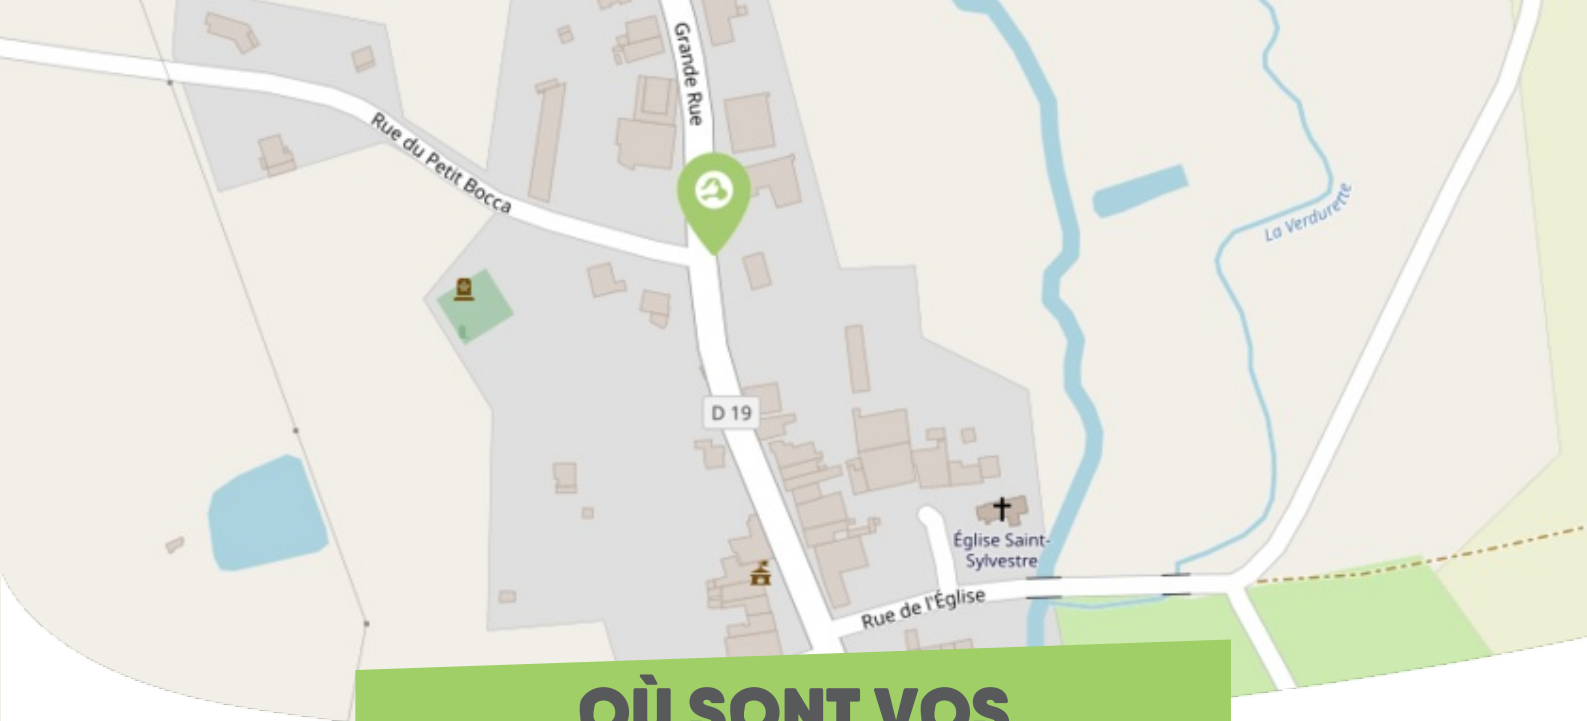 Grande Rue
Rue du Petit Bocca
La Verdurette
D 19
Église Saint-
Sylvestre
Rue de l'Église
OÙ SONT VOS